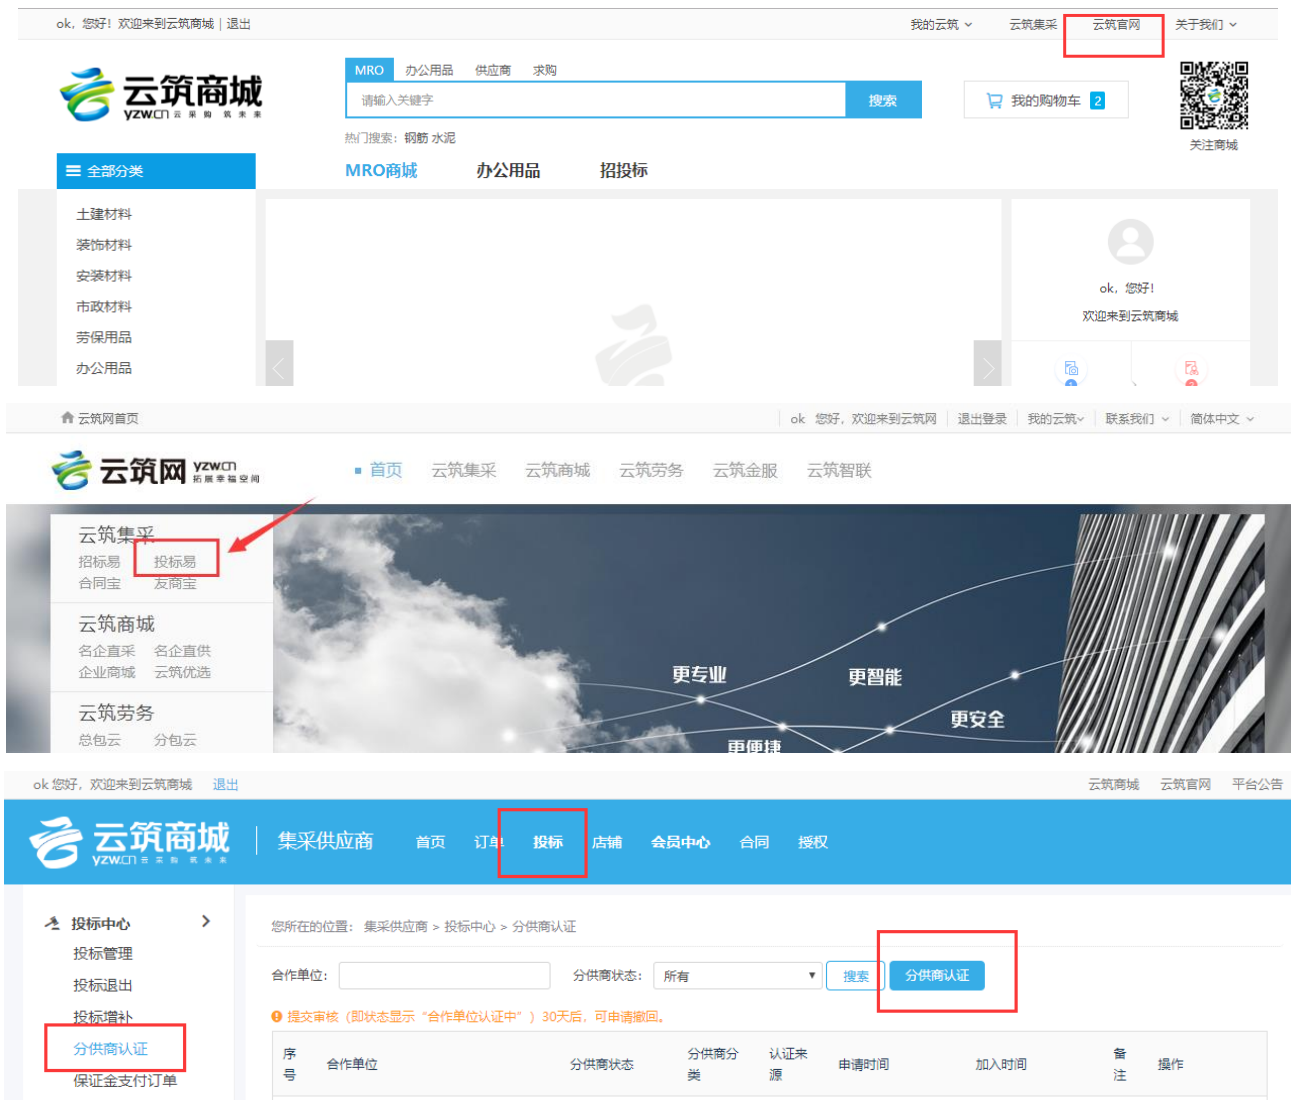 ok，您好！欢迎来到云筑商城 | 退出
我的云筑
云筑集采
云筑官网
关于我们
云筑商城
yzw.cn 云采购 筑未来
MRO 办公用品 供应商 求购
请输入关键字
搜索
我的购物车 2
热门搜索：钢筋 水泥
关注商城
全部分类
MRO商城
办公用品
招投标
土建材料
装饰材料
安装材料
市政材料
劳保用品
办公用品
ok，您好！
欢迎来到云筑商城
云筑网首页
ok 您好，欢迎来到云筑网
退出登录
我的云筑
联系我们
简体中文
云筑网
yzw.cn
拓展幸福空间
首页 云筑集采 云筑商城 云筑劳务 云筑金服 云筑智联
云筑集采
招标易 投标易
合同宝 友商宝
云筑商城
名企直采 名企直供
企业商城 云筑优选
云筑劳务
总包云 分包云
更专业
更智能
更安全
更便捷
ok 您好，欢迎来到云筑商城 退出
云筑商城 云筑官网 平台公告
云筑商城
yzw.cn 云采购 筑未来
集采供应商
首页 订单 投标 店铺 会员中心 合同 授权
投标中心
投标管理
投标退出
投标增补
分供商认证
保证金支付订单
您所在的位置： 集采供应商 > 投标中心 > 分供商认证
合作单位：
分供商状态： 所有
搜索
分供商认证
提交审核（即状态显示“合作单位认证中”）30天后，可申请撤回。
序号 合作单位 分供商状态 分供商分类 认证来源 申请时间 加入时间 备注 操作